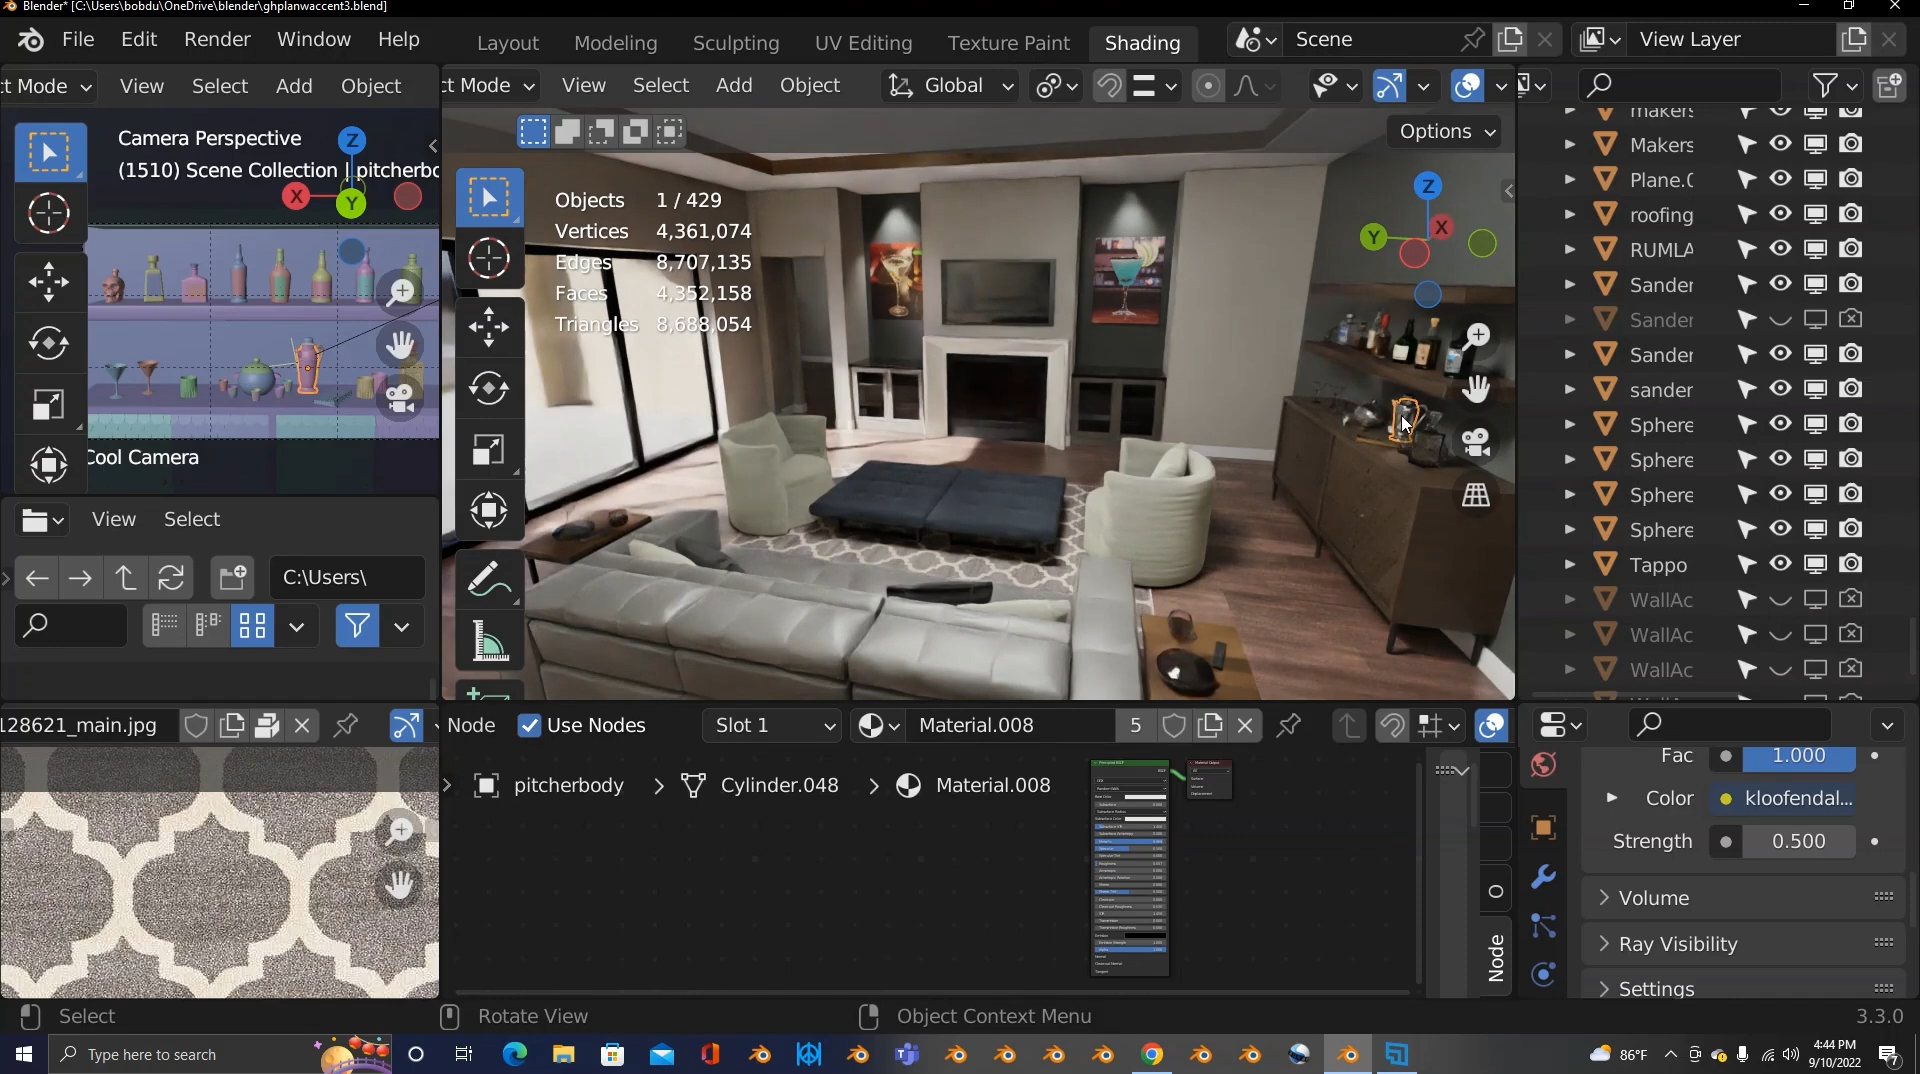 Blender* [C:\Users\bobdu\OneDrive\blender\ghplanwaccent3.blend]
File Edit Render Window Help
Layout Modeling Sculpting UV Editing Texture Paint Shading
Scene
View Layer
ct Mode View Select Add Object
ct Mode View Select Add Object Global
Options
Camera Perspective
(1510) Scene Collection | pitcherbo
Z
X
Y
Cool Camera
Objects 1 / 429
Vertices 4,361,074
Edges 8,707,135
Faces 4,352,158
Triangles 8,688,054
Z
Y X
makers
Makers
Plane.0
roofing
RUMLA
Sander
Sander
Sander
sander
Sphere
Sphere
Sphere
Sphere
Tappo
WallAc
WallAc
WallAc
View Select
C:\Users\
128621_main.jpg
Node Use Nodes Slot 1 Material.008 5
pitcherbody > Cylinder.048 > Material.008
Node
Fac 1.000
Color kloofendal...
Strength 0.500
Volume
Ray Visibility
Settings
Select Rotate View Object Context Menu 3.3.0
Type here to search
86°F
4:44 PM
9/10/2022
7